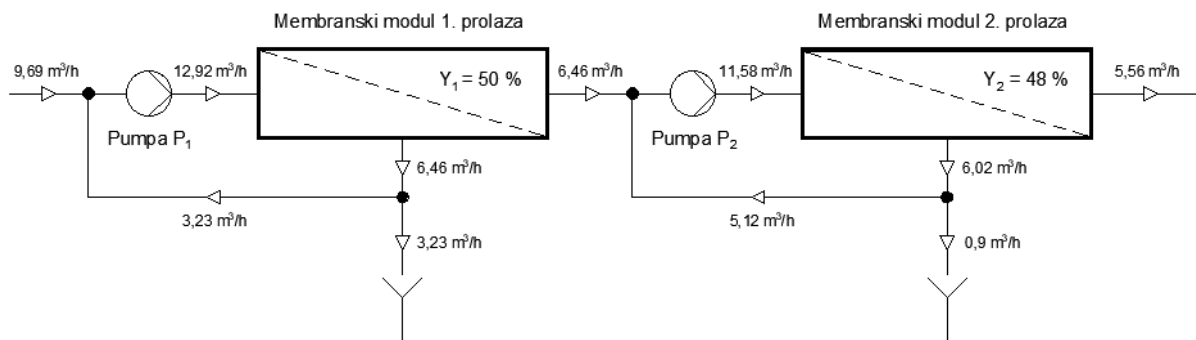 Membranski modul 1. prolaza
Membranski modul 2. prolaza
9,69 m³/h
12,92 m³/h
Y₁ = 50 %
6,46 m³/h
11,58 m³/h
Y₂ = 48 %
5,56 m³/h
Pumpa P₁
Pumpa P₂
6,46 m³/h
6,02 m³/h
3,23 m³/h
5,12 m³/h
3,23 m³/h
0,9 m³/h